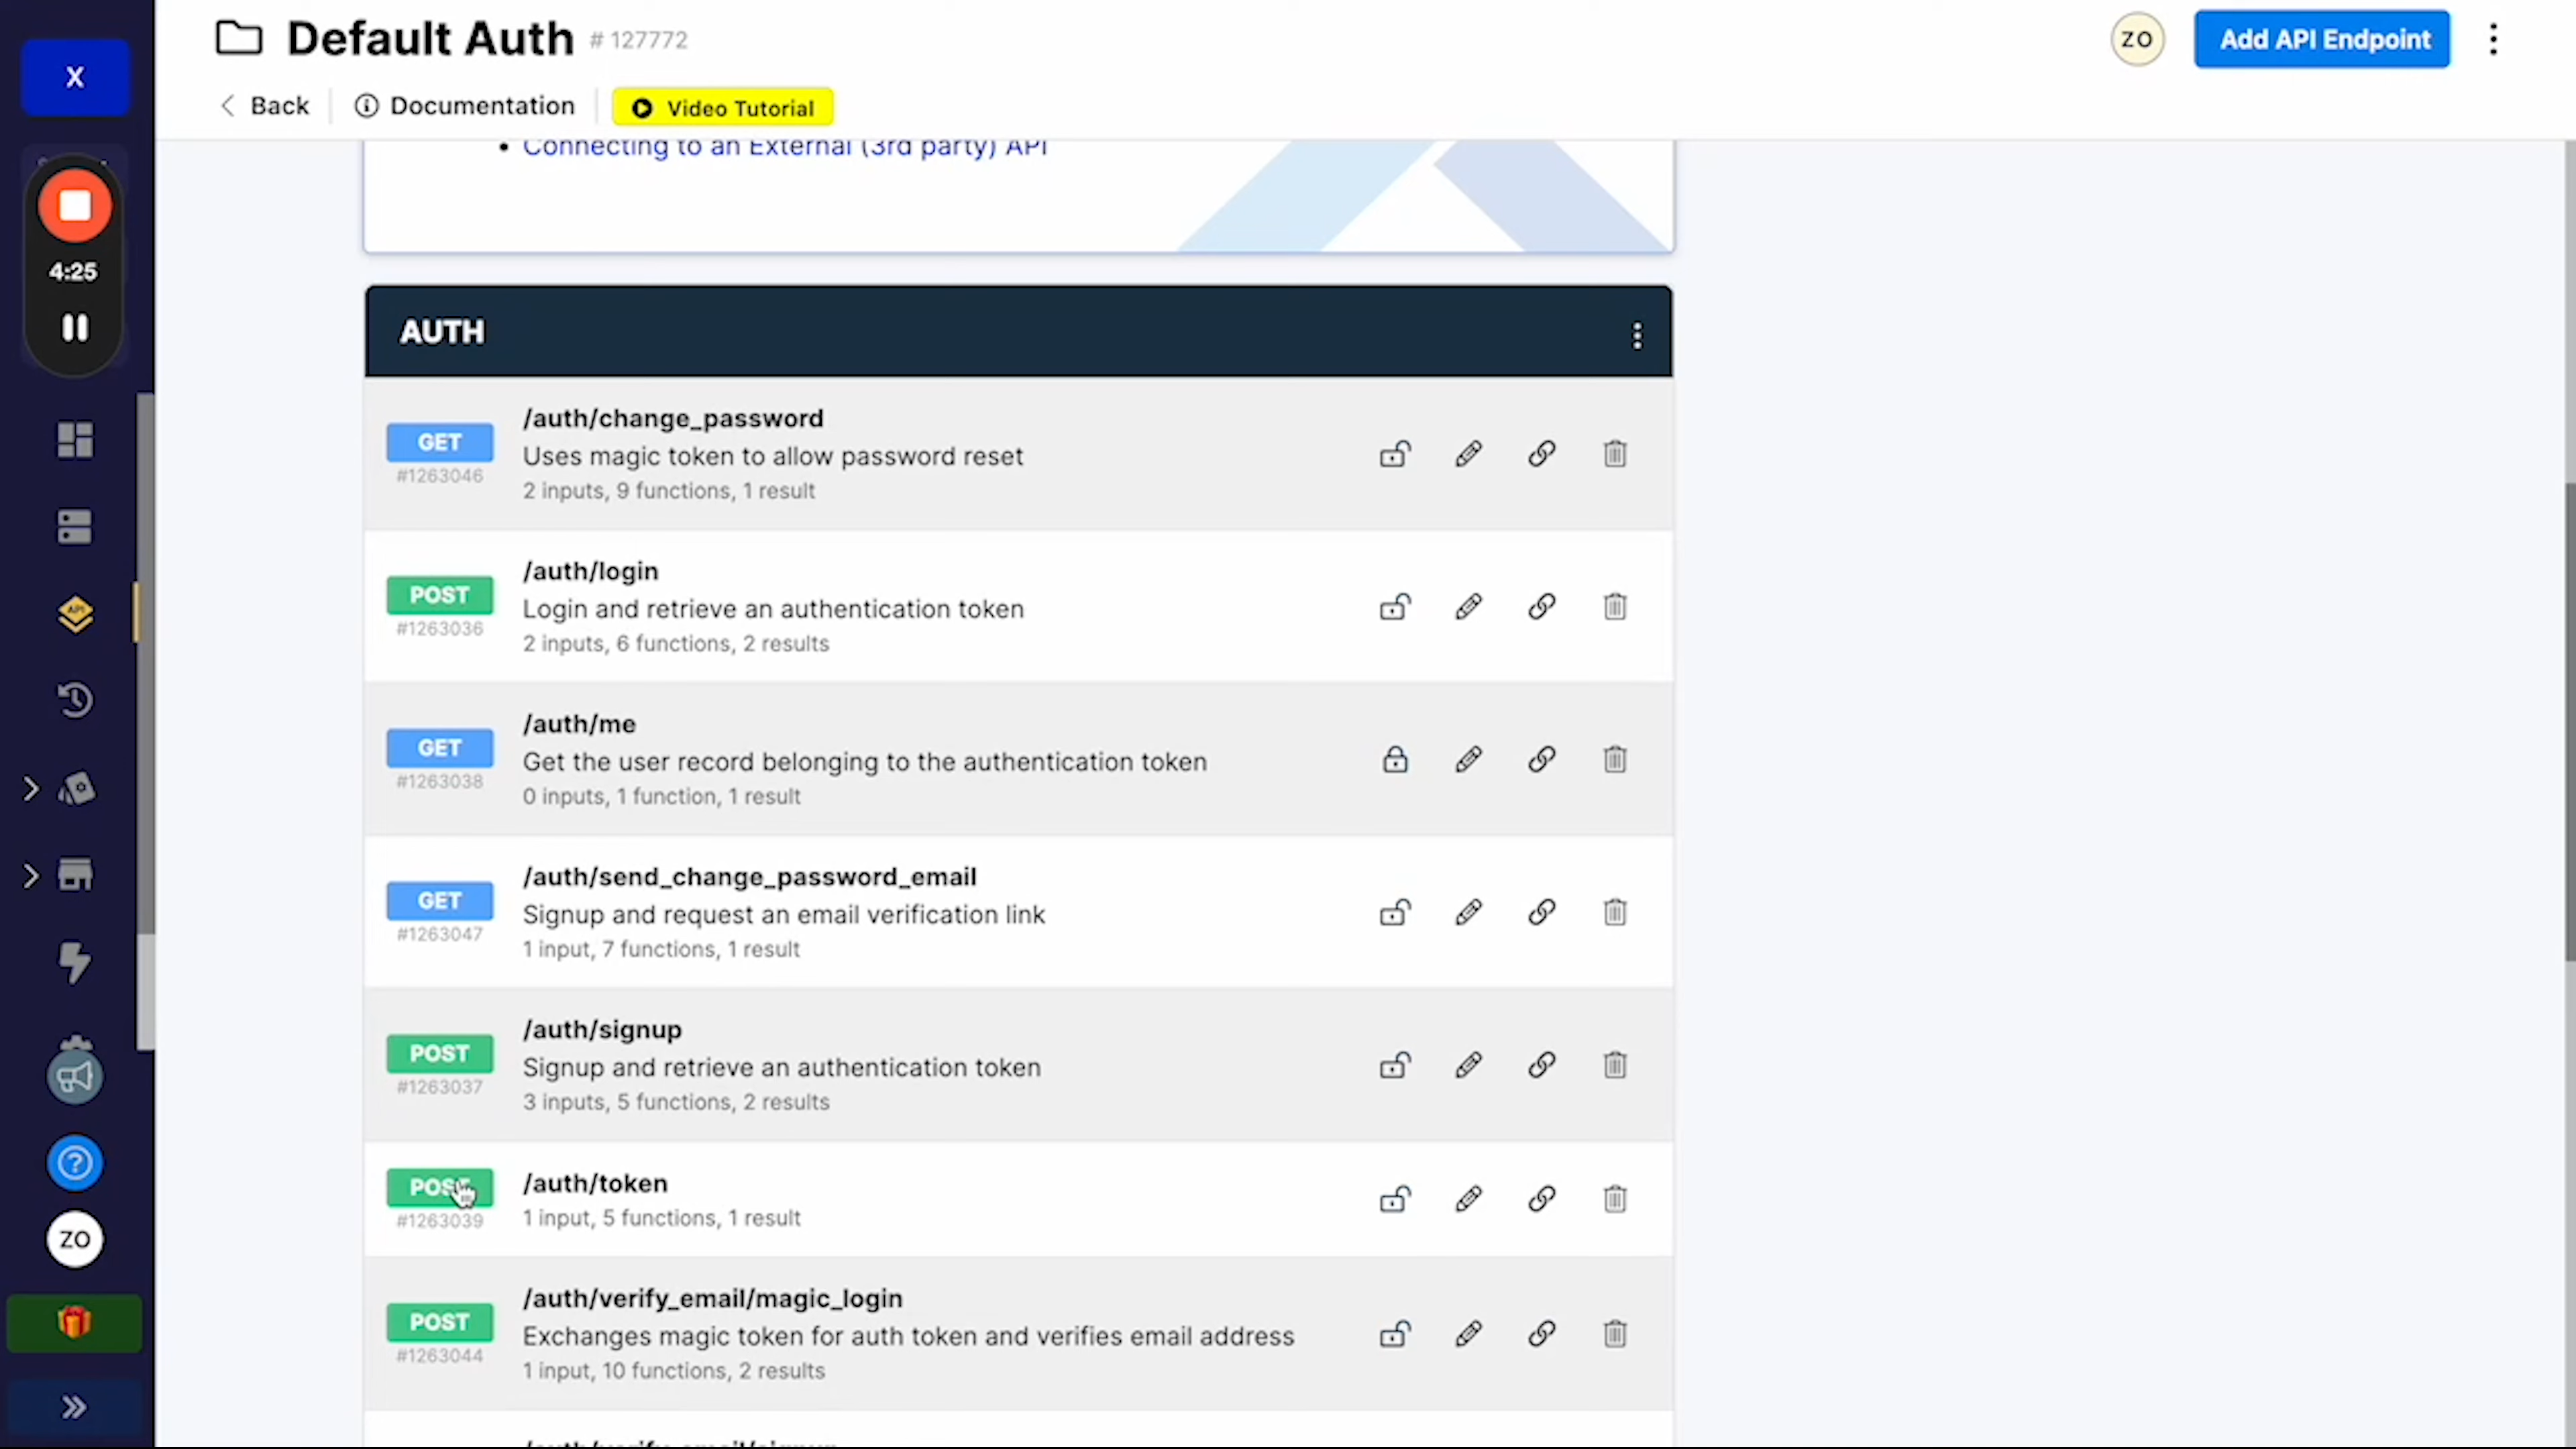 X
Default Auth # 127772
ZO
Add API Endpoint
Back
Documentation
Video Tutorial
Connecting to an External (3rd party) API
4:25
AUTH
GET
#1263046
/auth/change_password
Uses magic token to allow password reset
2 inputs, 9 functions, 1 result
POST
#1263036
/auth/login
Login and retrieve an authentication token
2 inputs, 6 functions, 2 results
API
GET
#1263038
/auth/me
Get the user record belonging to the authentication token
0 inputs, 1 function, 1 result
GET
#1263047
/auth/send_change_password_email
Signup and request an email verification link
1 input, 7 functions, 1 result
POST
#1263037
/auth/signup
Signup and retrieve an authentication token
3 inputs, 5 functions, 2 results
POST
#1263039
/auth/token
1 input, 5 functions, 1 result
ZO
POST
#1263044
/auth/verify_email/magic_login
Exchanges magic token for auth token and verifies email address
1 input, 10 functions, 2 results